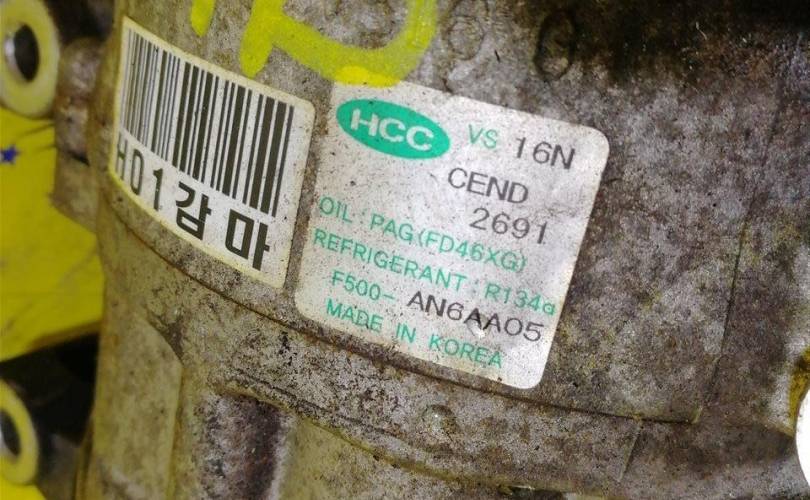 H01감마
HCC VS 16N
CEND
2691
OIL : PAG(FD46XG)
REFRIGERANT : R134a
F500- AN6AA05
MADE IN KOREA